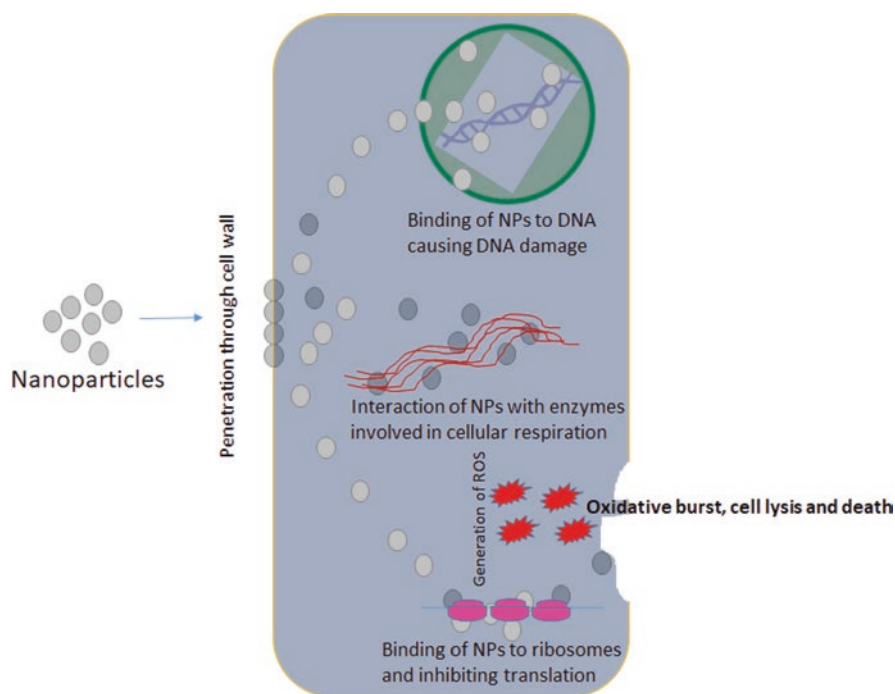 Binding of NPs to DNA
causing DNA damage
Penetration through cell wall
Nanoparticles
Interaction of NPs with enzymes
involved in cellular respiration
Generation of ROS
Oxidative burst, cell lysis and death
Binding of NPs to ribosomes
and inhibiting translation